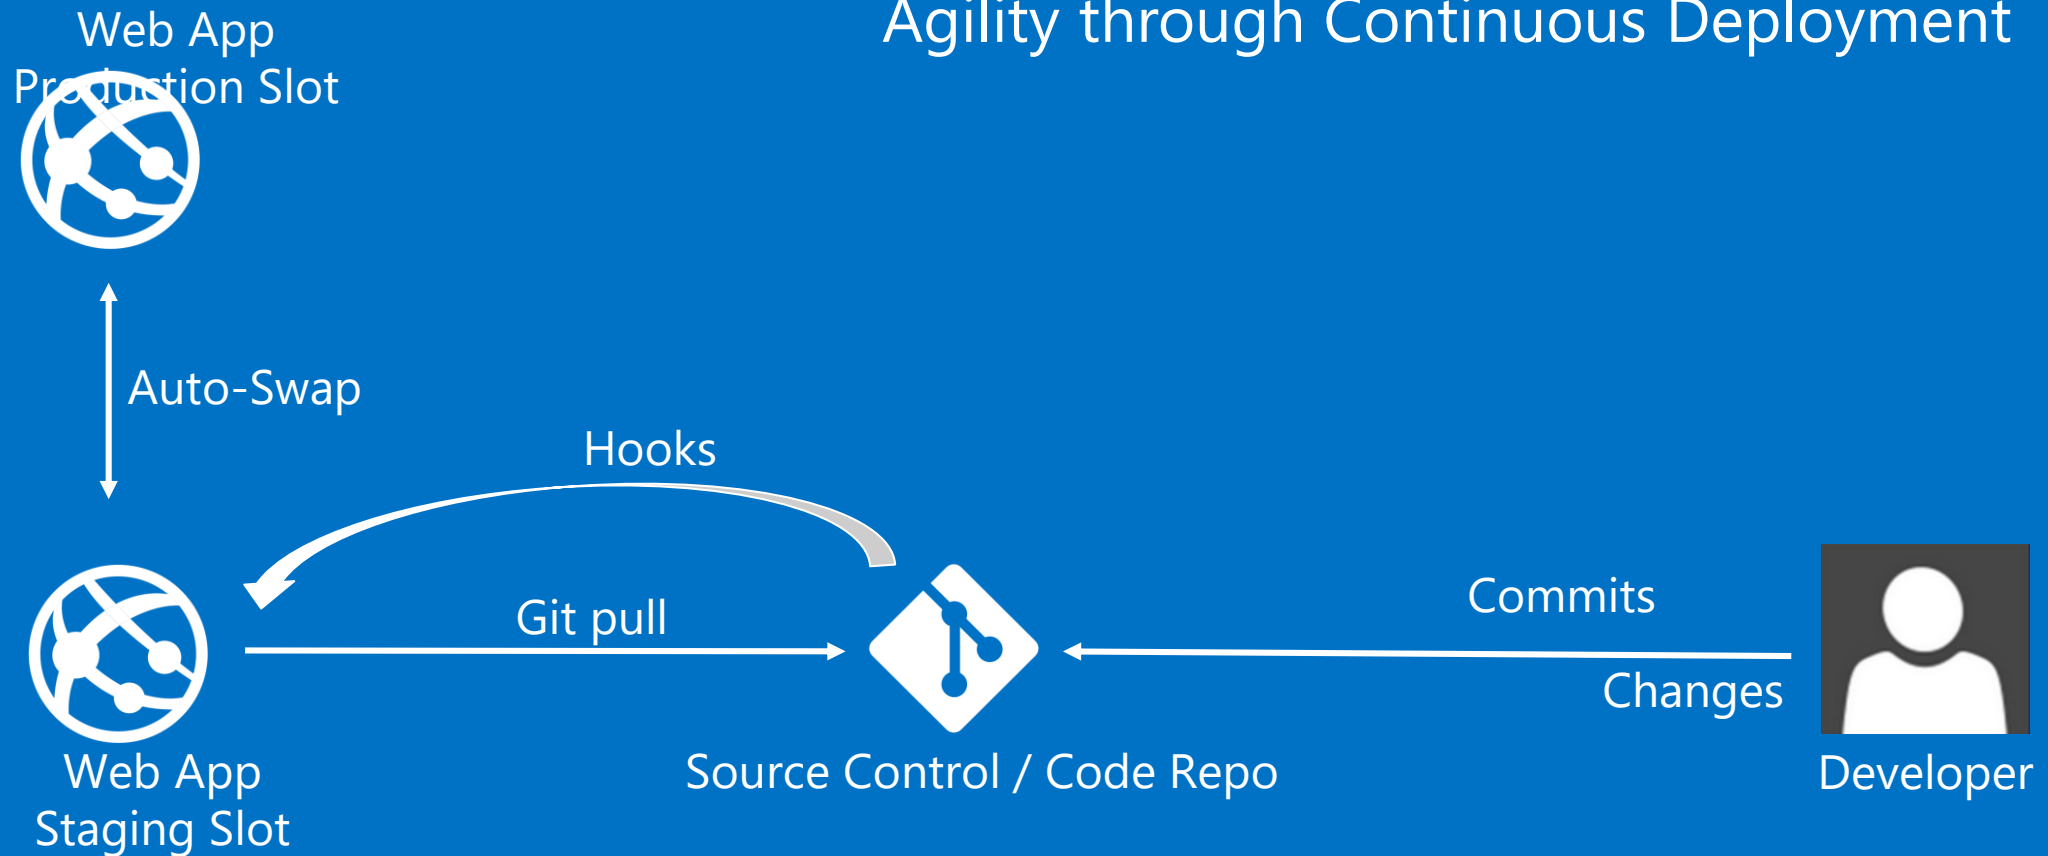 Agility through Continuous Deployment
Web App
Production Slot
Auto-Swap
Hooks
Git pull
Commits
Changes
Web App
Staging Slot
Source Control / Code Repo
Developer